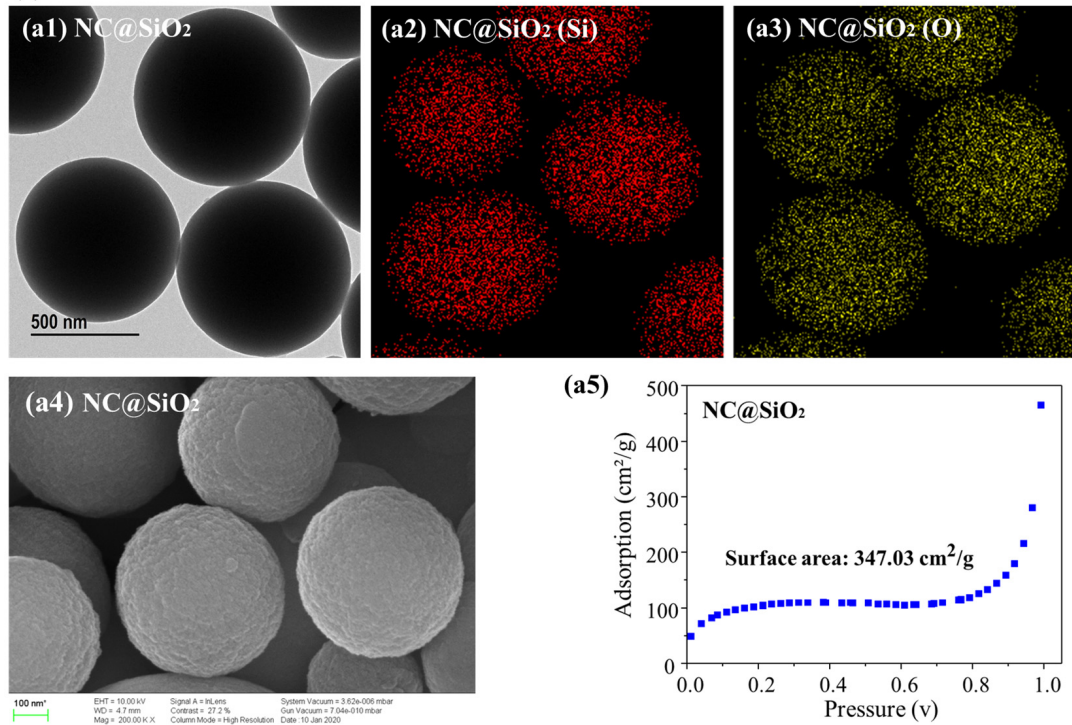 (a1) NC@SiO₂
500 nm
(a2) NC@SiO₂ (Si)
(a3) NC@SiO₂ (O)
(a4) NC@SiO₂
100 nm*
EHT = 10.00 kV Signal A = InLens System Vacuum = 3.62e-006 mbar
WD = 4.7 mm Contrast = 27.2 % Gun Vacuum = 7.04e-010 mbar
Mag = 200.00 K X Column Mode = High Resolution Date :10 Jan 2020
(a5)
NC@SiO₂
Surface area: 347.03 cm²/g
Adsorption (cm²/g)
500
400
300
200
100
0
0.0 0.2 0.4 0.6 0.8 1.0
Pressure (v)